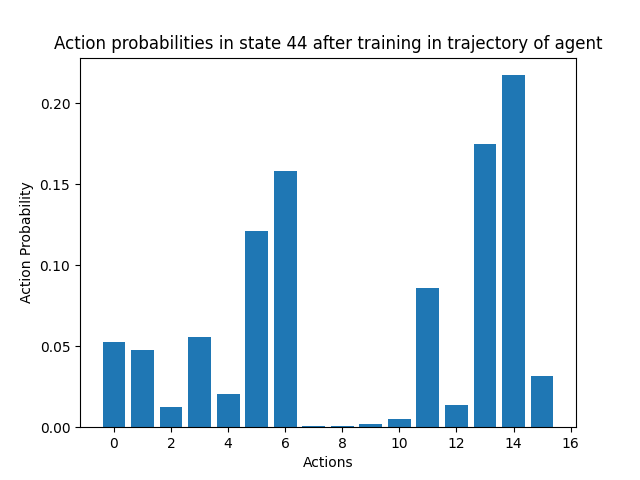 Action probabilities in state 44 after training in trajectory of agent
0.20
0.15
0.10
0.05
0.00
Action Probability
0 2 4 6 8 10 12 14 16
Actions